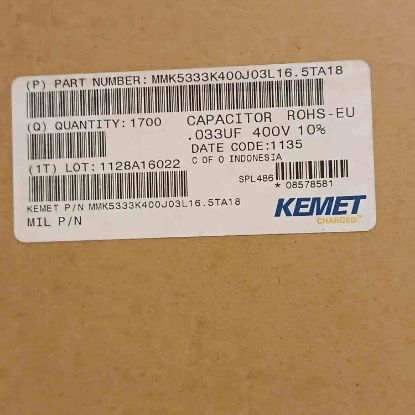 (P) PART NUMBER: MMK5333K400J03L16.5TA18
(Q) QUANTITY:1700
CAPACITOR ROHS-EU
.033UF 400V 10%
DATE CODE:1135
(1T) LOT:1128A16022
C OF O INDONESIA
SPL486
* 08578581
KEMET P/N MMK5333K400J03L16.5TA18
MIL P/N
KEMET
CHARGED.™